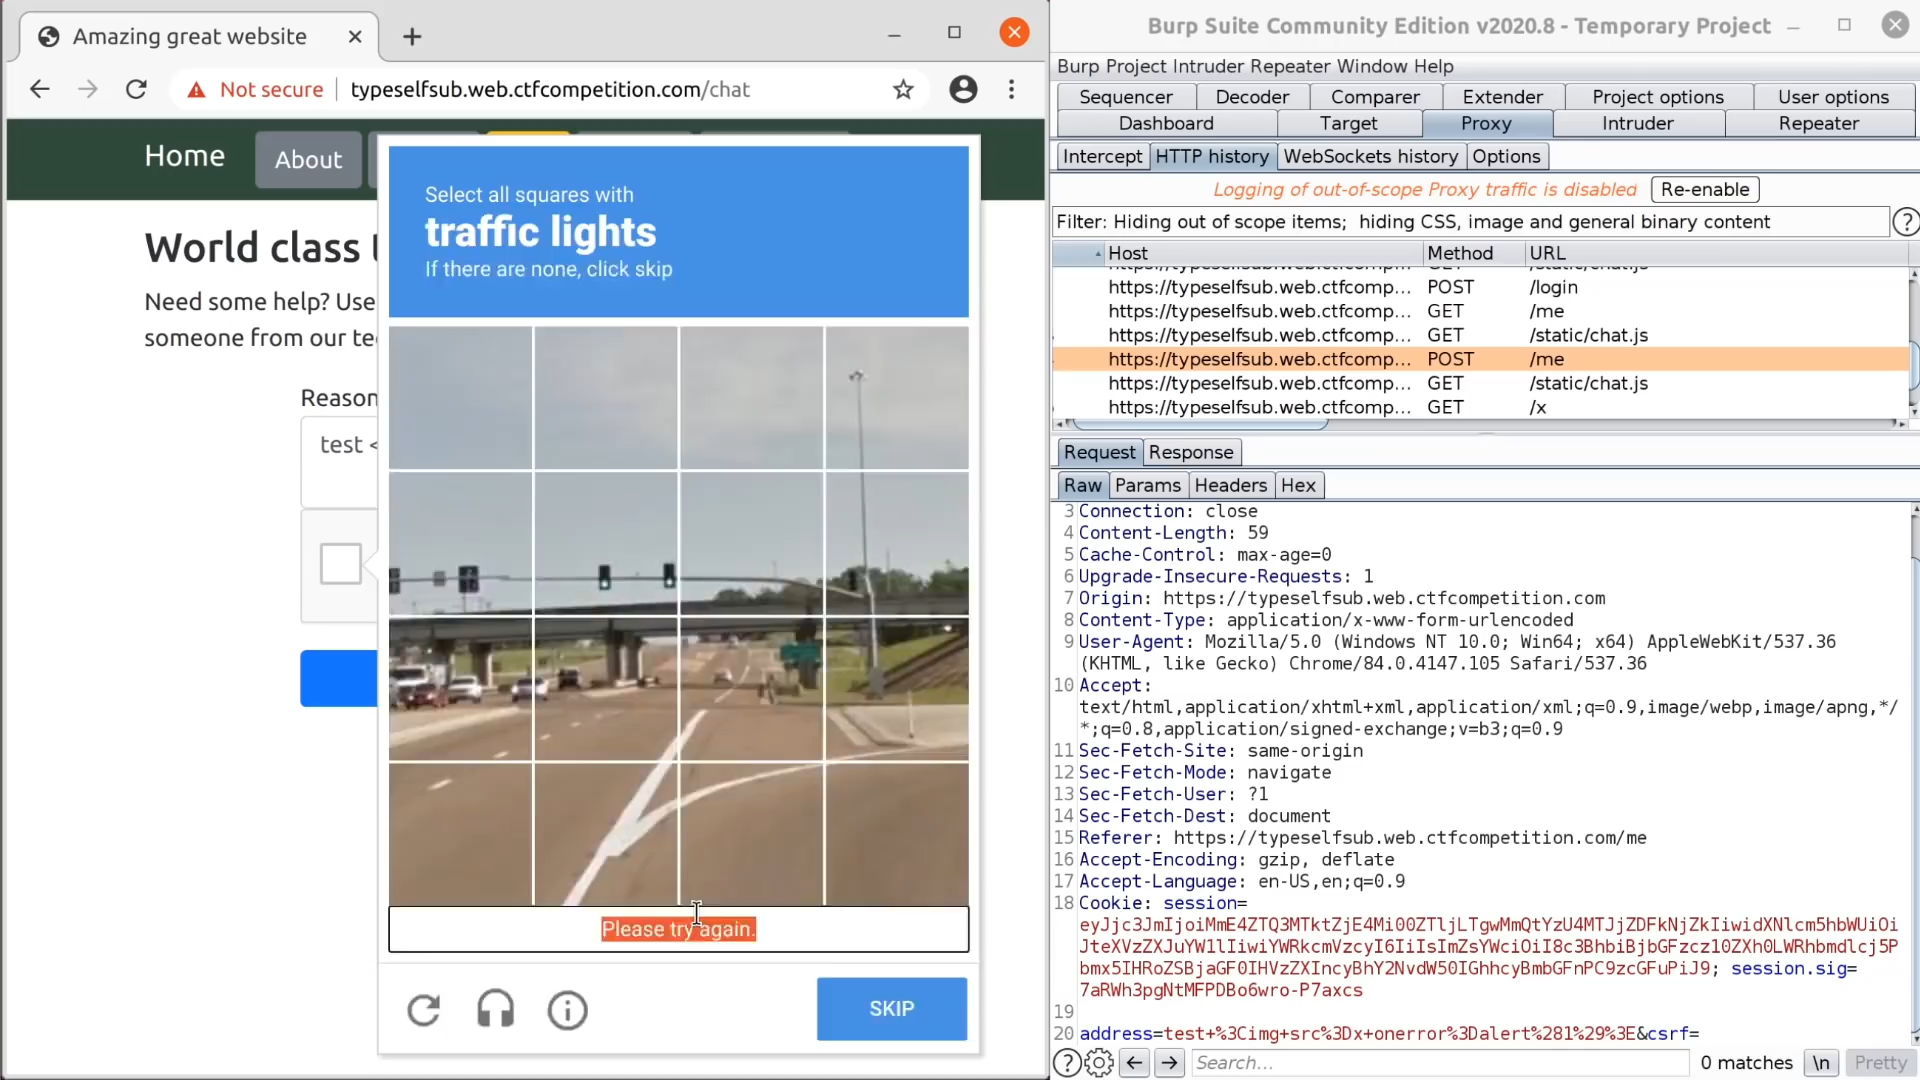 Amazing great website
Not secure
typeselfsub.web.ctfcompetition.com/chat
Home
About
World class
Need some help? Use
someone from our te
Reason
test <
Select all squares with
traffic lights
If there are none, click skip
Please try again.
SKIP
Burp Suite Community Edition v2020.8 - Temporary Project
Burp Project Intruder Repeater Window Help
Sequencer Decoder Comparer Extender Project options User options
Dashboard Target Proxy Intruder Repeater
Intercept HTTP history WebSockets history Options
Logging of out-of-scope Proxy traffic is disabled Re-enable
Filter: Hiding out of scope items; hiding CSS, image and general binary content ?
Host Method URL
https://typeselfsub.web.ctfcomp... GET /static/chat.js
https://typeselfsub.web.ctfcomp... POST /login
https://typeselfsub.web.ctfcomp... GET /me
https://typeselfsub.web.ctfcomp... GET /static/chat.js
https://typeselfsub.web.ctfcomp... POST /me
https://typeselfsub.web.ctfcomp... GET /static/chat.js
https://typeselfsub.web.ctfcomp... GET /x
Request Response
Raw Params Headers Hex
3 Connection: close
4 Content-Length: 59
5 Cache-Control: max-age=0
6 Upgrade-Insecure-Requests: 1
7 Origin: https://typeselfsub.web.ctfcompetition.com
8 Content-Type: application/x-www-form-urlencoded
9 User-Agent: Mozilla/5.0 (Windows NT 10.0; Win64; x64) AppleWebKit/537.36
(KHTML, like Gecko) Chrome/84.0.4147.105 Safari/537.36
10 Accept:
text/html,application/xhtml+xml,application/xml;q=0.9,image/webp,image/apng,*/
*;q=0.8,application/signed-exchange;v=b3;q=0.9
11 Sec-Fetch-Site: same-origin
12 Sec-Fetch-Mode: navigate
13 Sec-Fetch-User: ?1
14 Sec-Fetch-Dest: document
15 Referer: https://typeselfsub.web.ctfcompetition.com/me
16 Accept-Encoding: gzip, deflate
17 Accept-Language: en-US,en;q=0.9
18 Cookie: session=
eyJjc3JmIjoiMmE4ZTQ3MTktZjE4Mi00ZTljLTgwMmQtYzU4MTJjZDFkNjZkIiwidXNlcm5hbWUiOi
JteXVzZXJuYW1lIiwiYWRkcmVzcyI6IiIsImZsYWciOiI8c3BhbiBjbGFzcz10ZXh0LWRhbmdlcj5P
bmx5IHRoZSBjaGF0IHVzZXIncyBhY2NvdW50IGhhcyBmbGFnPC9zcGFuPiJ9; session.sig=
7aRWh3pgNtMFPDBo6wro-P7axcs
19
20 address=test+%3Cimg+src%3Dx+onerror%3Dalert%281%29%3E&csrf=
? Search... 0 matches \n Pretty